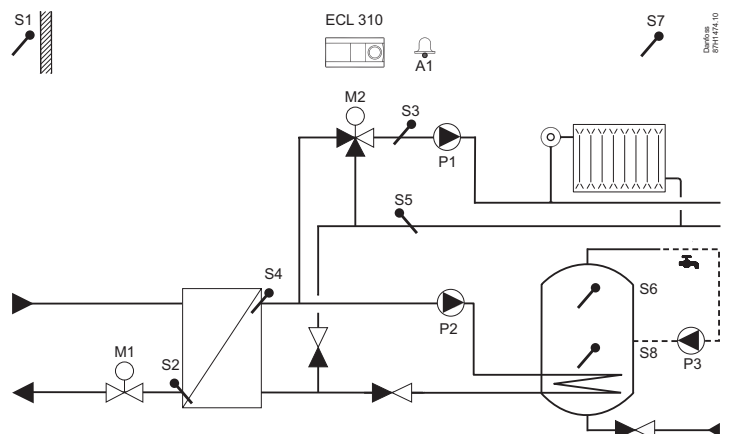 S1
ECL 310
A1
S7
Danfoss
87H1474.10
M2
S3
P1
S5
S4
S6
P2
M1
S2
S8
P3